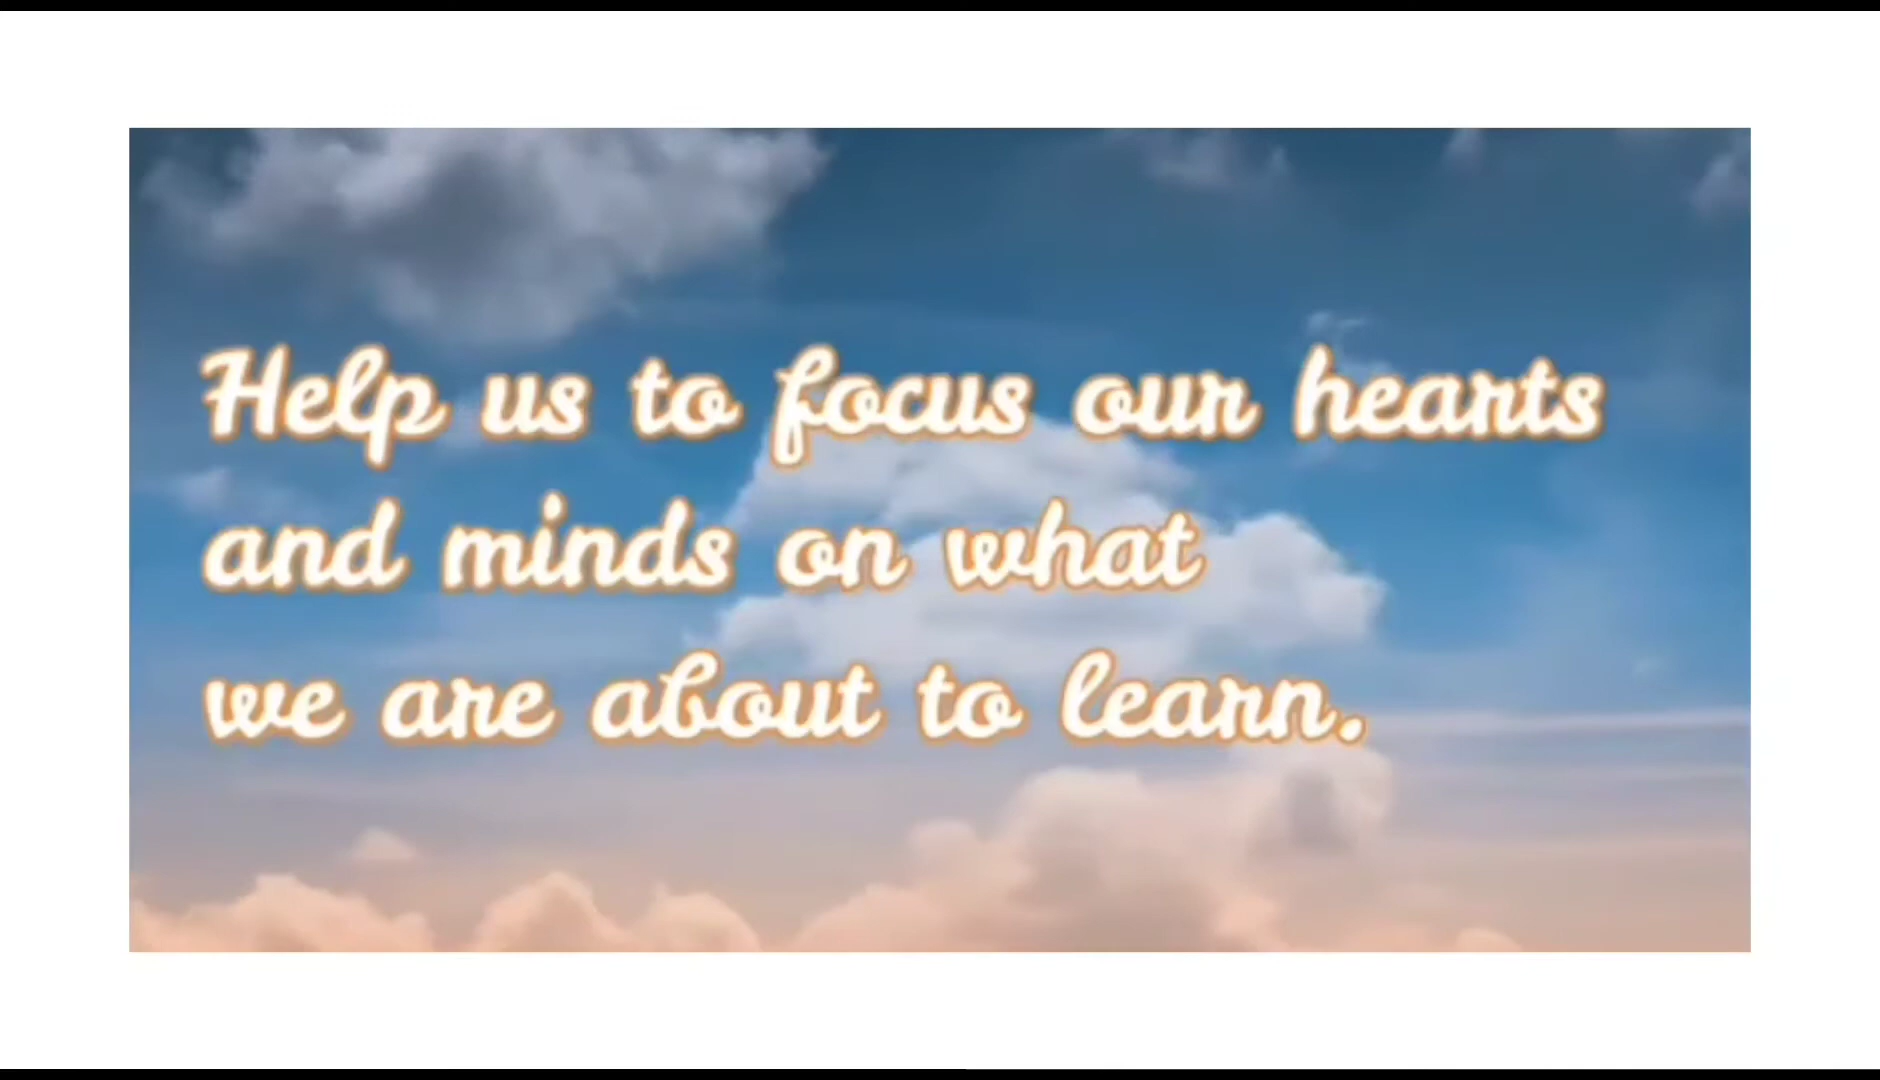 Help us to focus our hearts
and minds on what
we are about to learn.